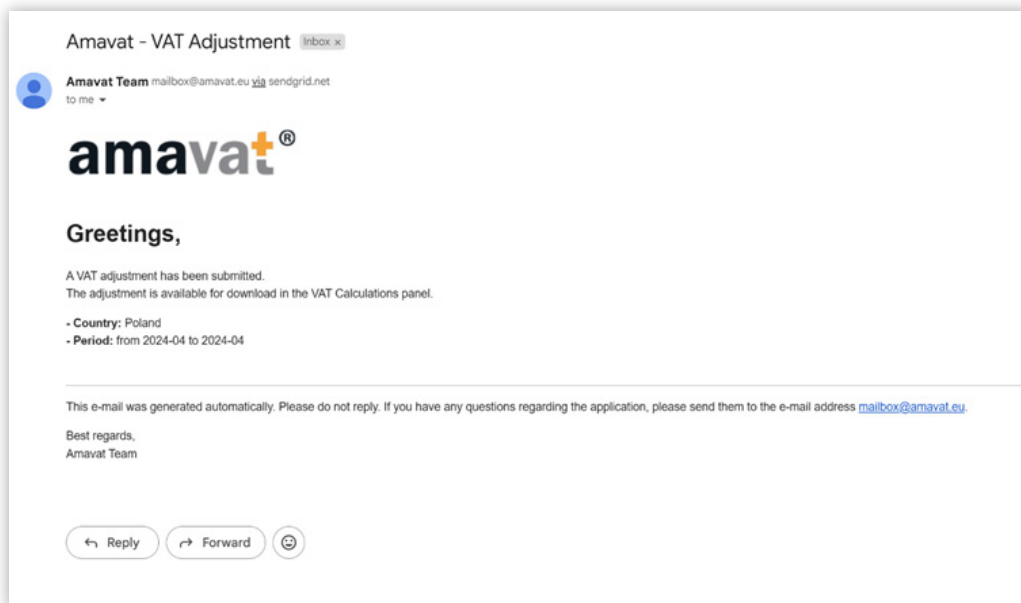 Amavat - VAT Adjustment Inbox ×
Amavat Team mailbox@amavat.eu via sendgrid.net
to me
amavat®
Greetings,
A VAT adjustment has been submitted.
The adjustment is available for download in the VAT Calculations panel.
- Country: Poland
- Period: from 2024-04 to 2024-04
This e-mail was generated automatically. Please do not reply. If you have any questions regarding the application, please send them to the e-mail address mailbox@amavat.eu.
Best regards,
Amavat Team
Reply Forward